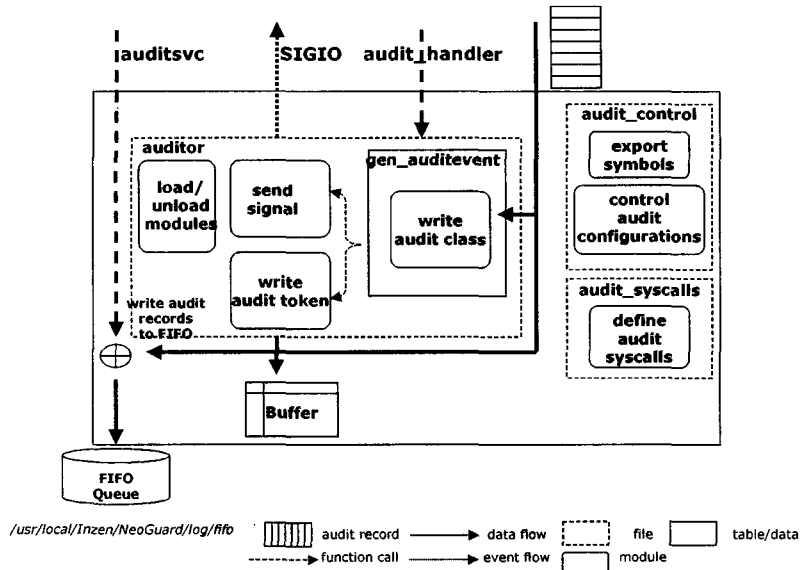 auditsvc
SIGIO
audit_handler
audit_control
export
symbols
control
audit
configurations
audit_syscalls
define
audit
syscalls
auditor
load/
unload
modules
send
signal
write
audit token
gen_auditevent
write
audit class
write audit
records
to FIFO
Buffer
FIFO
Queue
/usr/local/Inzen/NeoGuard/log/fifo
audit record
data flow
file
table/data
function call
event flow
module